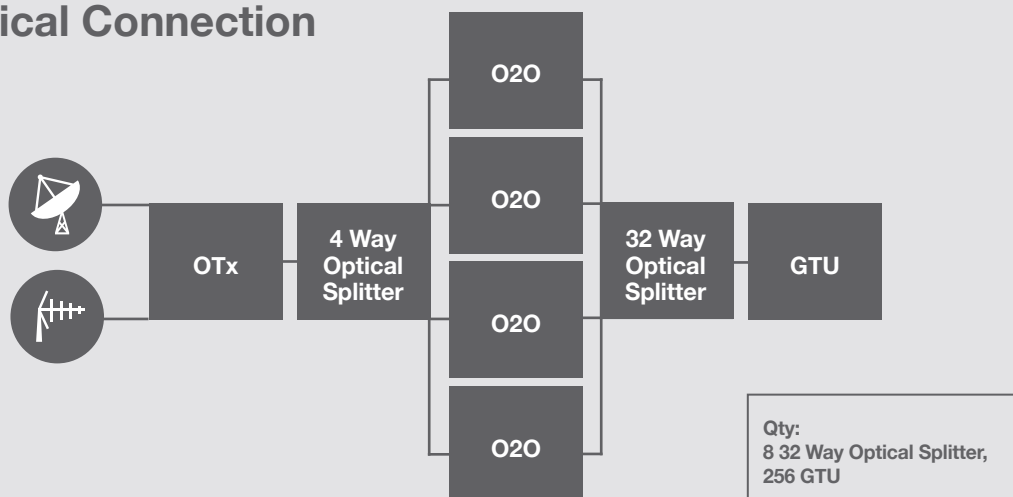 ical Connection
O2O
O2O
O2O
O2O
OTx
4 Way
Optical
Splitter
32 Way
Optical
Splitter
GTU
Qty:
8 32 Way Optical Splitter,
256 GTU